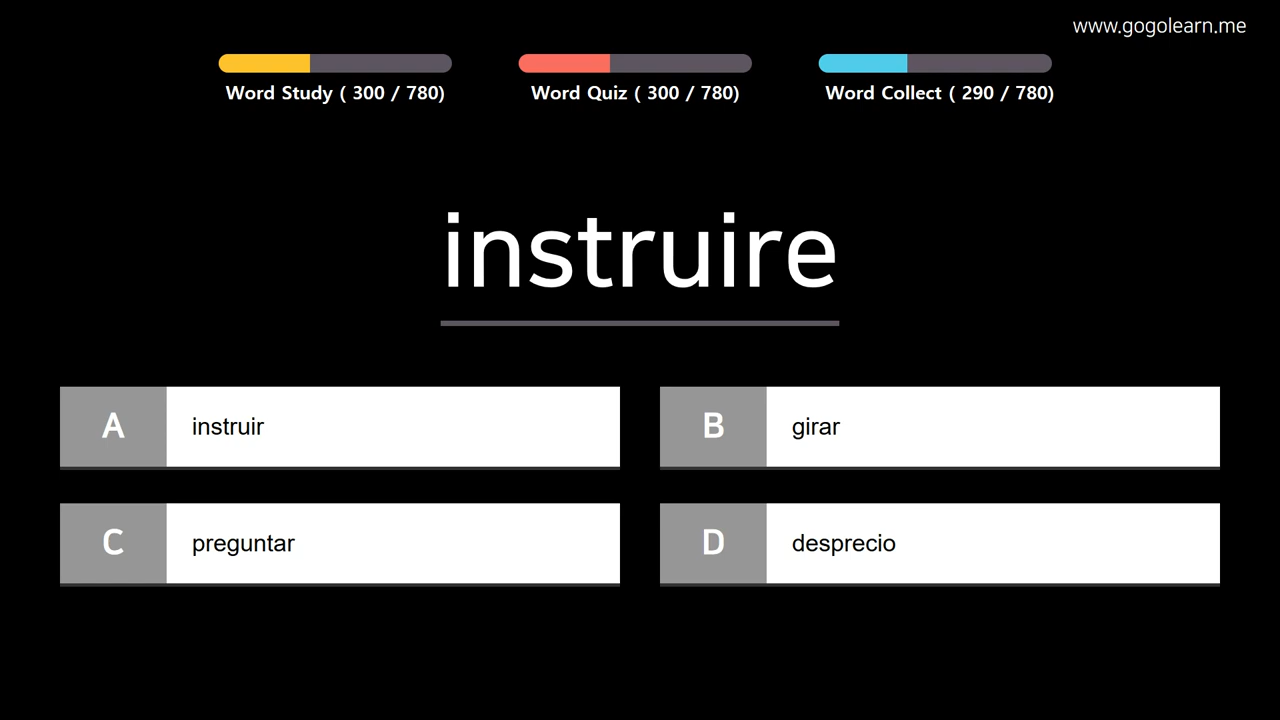 www.gogolearn.me
Word Study ( 300 / 780)
Word Quiz ( 300 / 780)
Word Collect ( 290 / 780)
instruire
A instruir
B girar
C preguntar
D desprecio